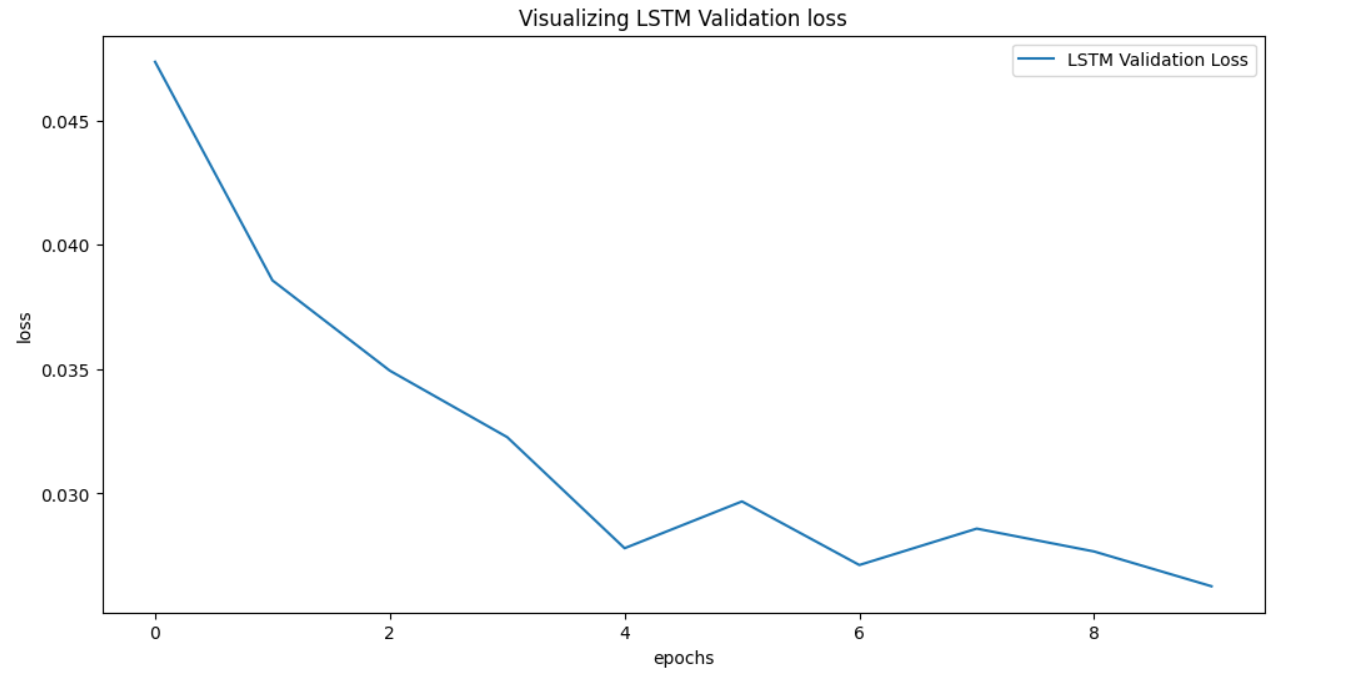 Visualizing LSTM Validation loss
LSTM Validation Loss
0.045
0.040
0.035
0.030
loss
0 2 4 6 8
epochs